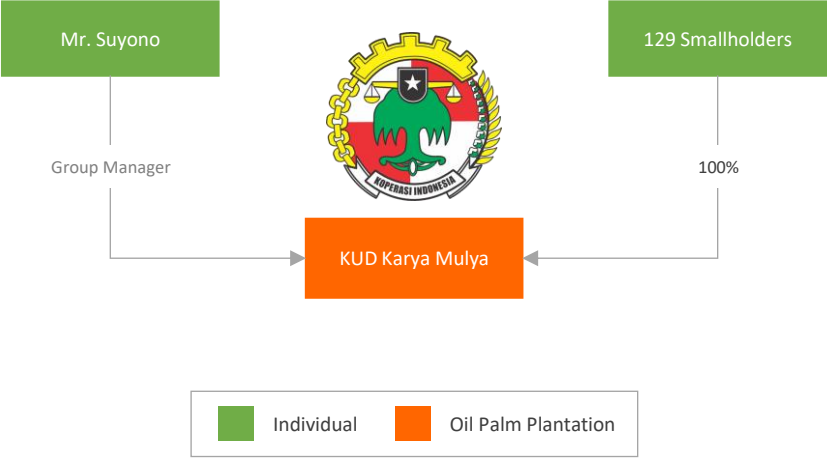 Mr. Suyono
129 Smallholders
KOPERASI INDONESIA
Group Manager
100%
KUD Karya Mulya
Individual
Oil Palm Plantation